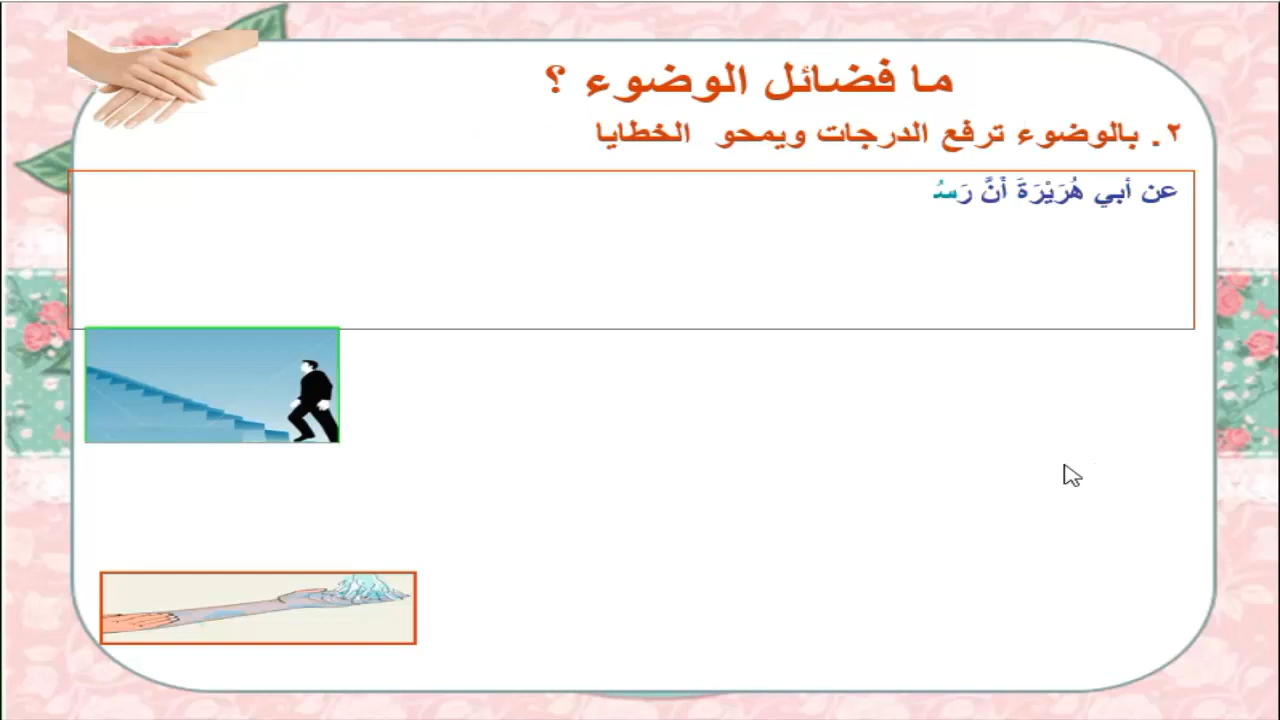 ما فضائل الوضوء ؟
٢. بالوضوء ترفع الدرجات ويمحو الخطايا
عن أبي هُرَيْرَةَ أَنَّ رَسُ